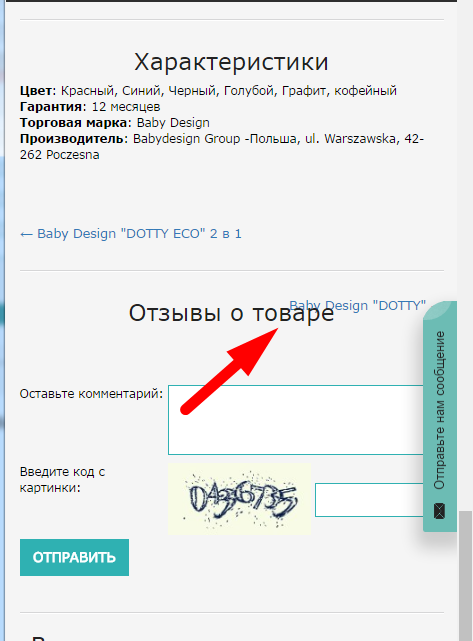 Характеристики
Цвет: Красный, Синий, Черный, Голубой, Графит, кофейный
Гарантия: 12 месяцев
Торговая марка: Baby Design
Производитель: Babydesign Group -Польша, ul. Warszawska, 42-
262 Poczesna
← Baby Design "DOTTY ECO" 2 в 1
Baby Design "DOTTY"
Отзывы о товаре
Отправьте нам сообщение
Оставьте комментарий:
Введите код с
картинки:
ОТПРАВИТЬ